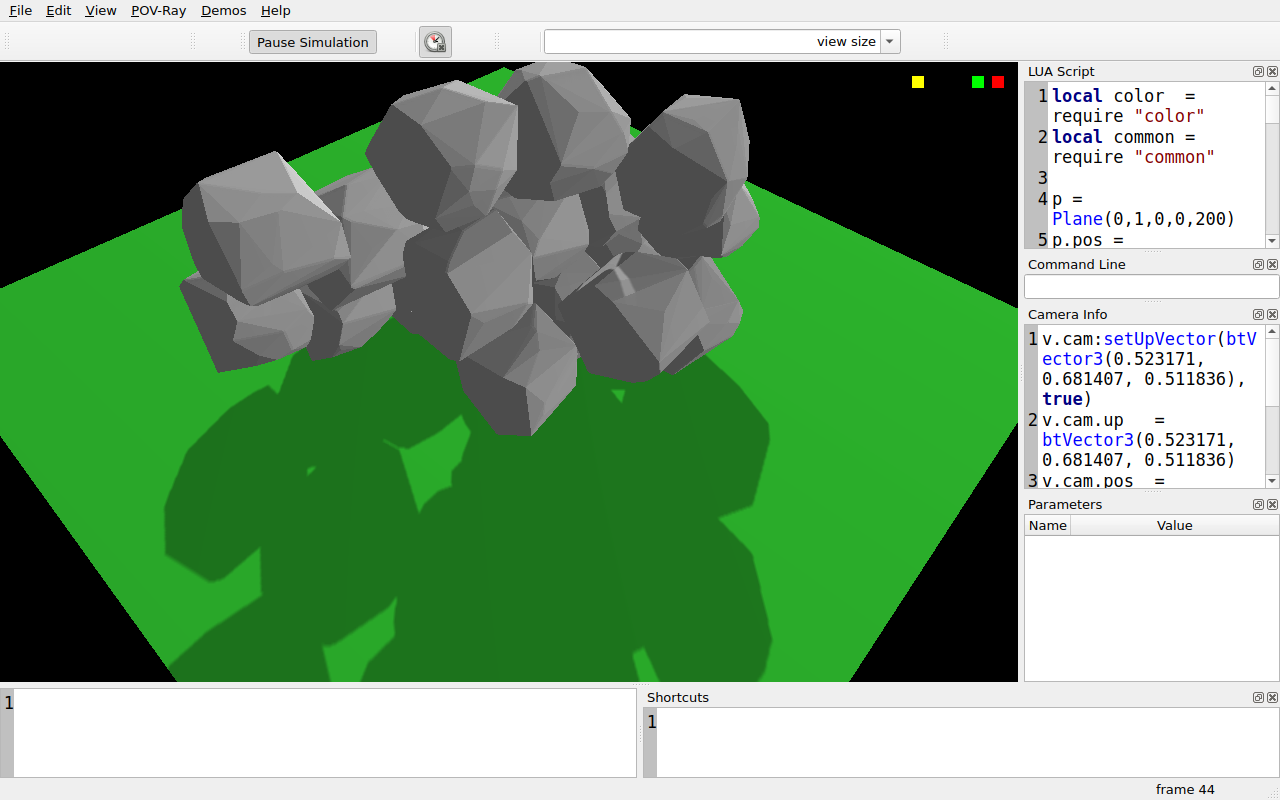 File Edit View POV-Ray Demos Help
Pause Simulation
view size
LUA Script
1 local color  =
require "color"
2 local common =
require "common"
3
4 p =
Plane(0,1,0,0,200)
5 p.pos =
Command Line
Camera Info
1 v.cam:setUpVector(btV
ector3(0.523171,
0.681407, 0.511836),
true)
2 v.cam.up   =
btVector3(0.523171,
0.681407, 0.511836)
3 v.cam.pos  =
Parameters
Name Value
1
Shortcuts
1
frame 44